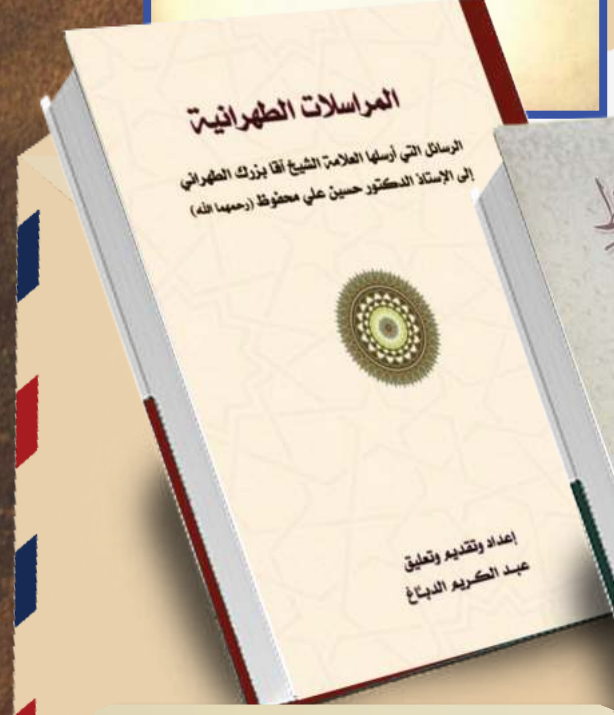 المراسلات الطهرانية
الرسائل التي أرسلها العلامة الشيخ آقا بزرك الطهراني
إلى الإستاذ الدكتور حسين علي محفوظ (رحمهما الله)
إعداد وتقديم وتعليق
عبد الكريم الدباغ